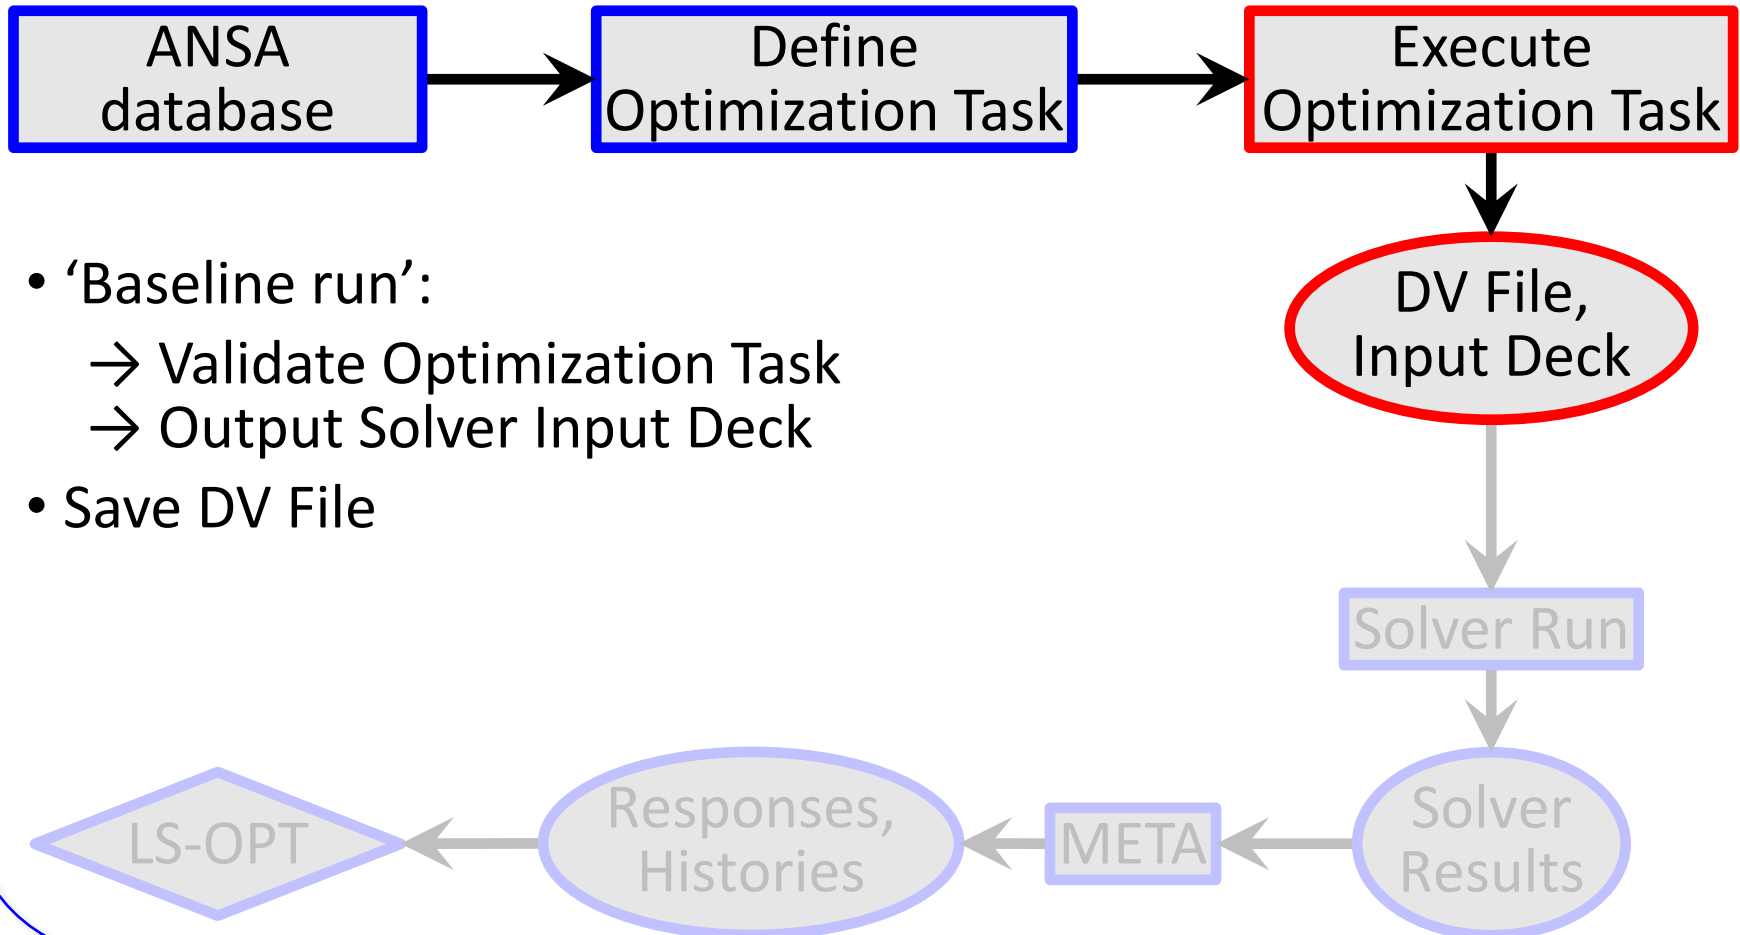 ANSA
database
Define
Optimization Task
Execute
Optimization Task
• ‘Baseline run’:
→ Validate Optimization Task
→ Output Solver Input Deck
• Save DV File
DV File,
Input Deck
Solver Run
Solver
Results
META
Responses,
Histories
LS-OPT